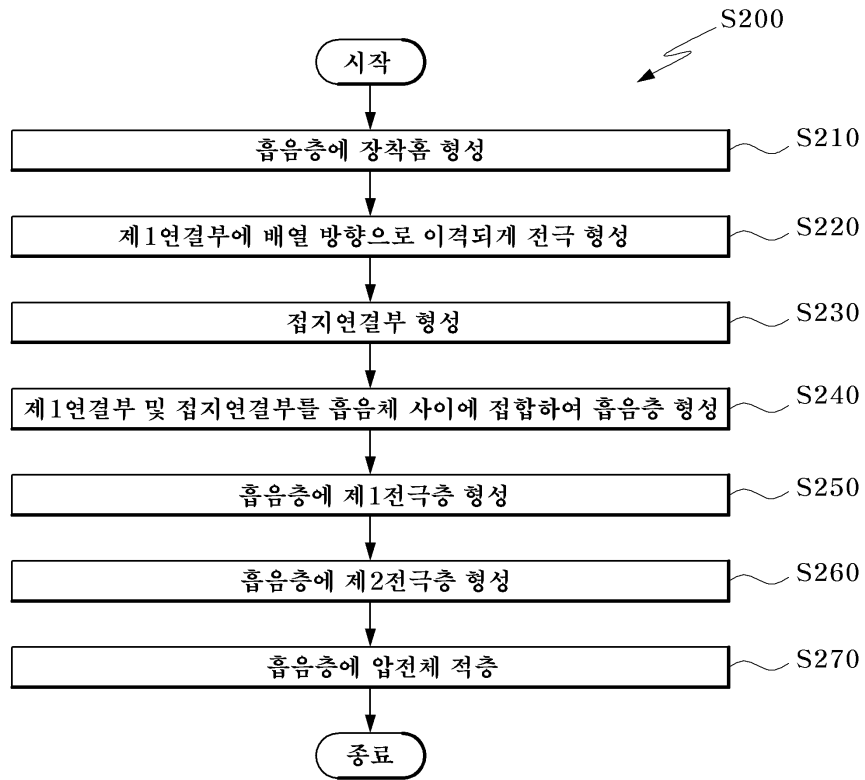 S200
시작
흡음층에 장착홈 형성
S210
제1연결부에 배열 방향으로 이격되게 전극 형성
S220
접지연결부 형성
S230
제1연결부 및 접지연결부를 흡음체 사이에 접합하여 흡음층 형성
S240
흡음층에 제1전극층 형성
S250
흡음층에 제2전극층 형성
S260
흡음층에 압전체 적층
S270
종료